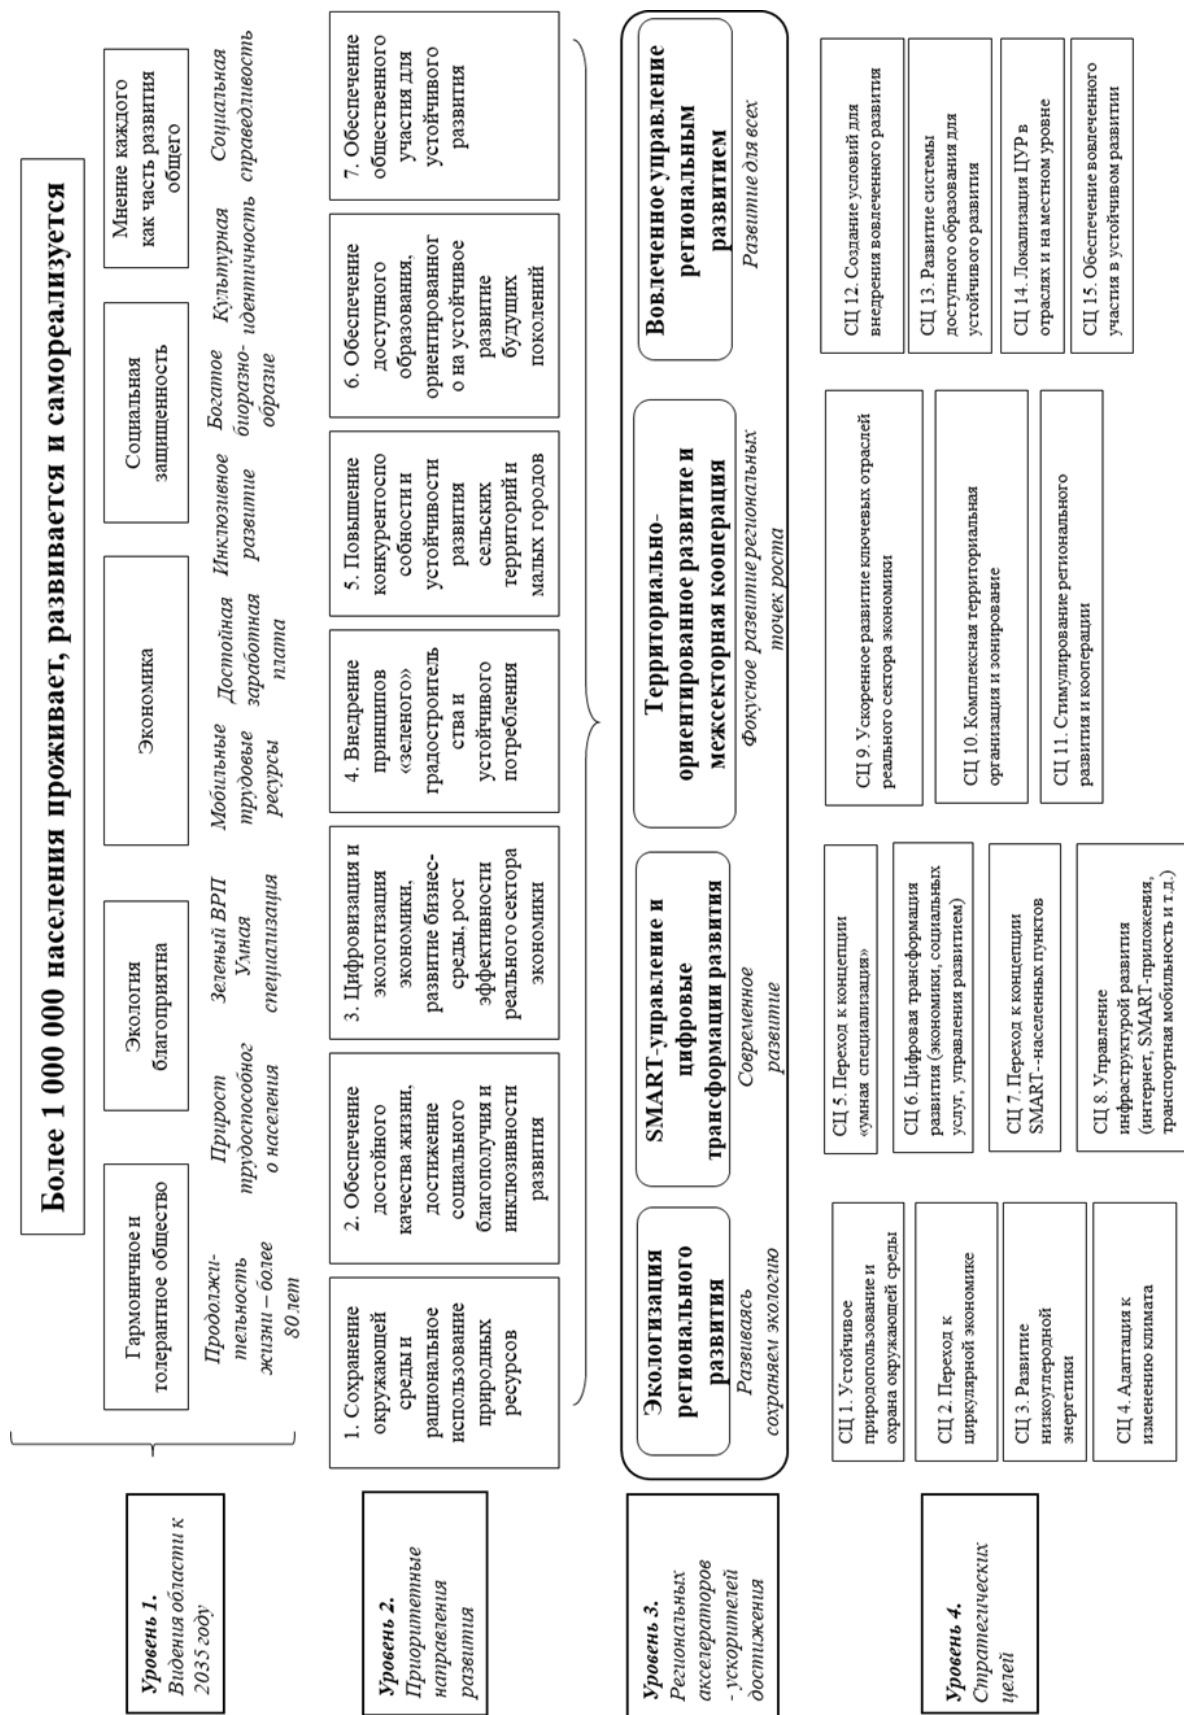 Более 1 000 000 населения проживает, развивается и самореализуется
Уровень 1.
Видения области к
2035 году
Гармоничное и
толерантное общество
Экология
благоприятна
Экономика
Социальная
защищенность
Мнение каждого
как часть развития
общего
Продолжи-
тельность
жизни – более
80 лет
Прирост
трудоспособног
о населения
Зеленый ВРП
Умная
специализация
Мобильные
трудовые
ресурсы
Достойная
заработная
плата
Инклюзивное
развитие
Богатое
биоразно-
образие
Культурная
идентичность
Социальная
справедливость
Уровень 2.
Приоритетные
направления
развития
1. Сохранение
окружающей
среды и
рациональное
использование
природных
ресурсов
2. Обеспечение
достойного
качества жизни,
достижение
социального
благополучия и
инклюзивности
развития
3. Цифровизация и
экологизация
экономики,
развитие бизнес-
среды, рост
эффективности
реального сектора
экономики
4. Внедрение
принципов
«зеленого»
градостроитель
ства и
устойчивого
потребления
5. Повышение
конкурентоспо
собности и
устойчивости
развития
сельских
территорий и
малых городов
6. Обеспечение
доступного
образования,
ориентированног
о на устойчивое
развитие
будущих
поколений
7. Обеспечение
общественного
участия для
устойчивого
развития
Уровень 3.
Региональных
акселераторов
- ускорителей
достижения
Экологизация
регионального
развития
Развиваясь
сохраняем экологию
SMART-управление и
цифровые
трансформации развития
Современное
развитие
Территориально-
ориентированное развитие и
межсекторная кооперация
Фокусное развитие региональных
точек роста
Вовлеченное управление
региональным
развитием
Развитие для всех
Уровень 4.
Стратегических
целей
СЦ 1. Устойчивое
природопользование и
охрана окружающей среды
СЦ 2. Переход к
циркулярной экономике
СЦ 3. Развитие
низкоуглеродной
энергетики
СЦ 4. Адаптация к
изменению климата
СЦ 5. Переход к концепции
«умная специализация»
СЦ 6. Цифровая трансформация
развития (экономики, социальных
услуг, управления развитием)
СЦ 7. Переход к концепции
SMART--населенных пунктов
СЦ 8. Управление
инфраструктурой развития
(интернет, SMART-приложения,
транспортная мобильность и т.д.)
СЦ 9. Ускоренное развитие ключевых отраслей
реального сектора экономики
СЦ 10. Комплексная территориальная
организация и зонирование
СЦ 11. Стимулирование регионального
развития и кооперации
СЦ 12. Создание условий для
внедрения вовлеченного развития
СЦ 13. Развитие системы
доступного образования для
устойчивого развития
СЦ 14. Локализация ЦУР в
отраслях и на местном уровне
СЦ 15. Обеспечение вовлеченного
участия в устойчивом развитии